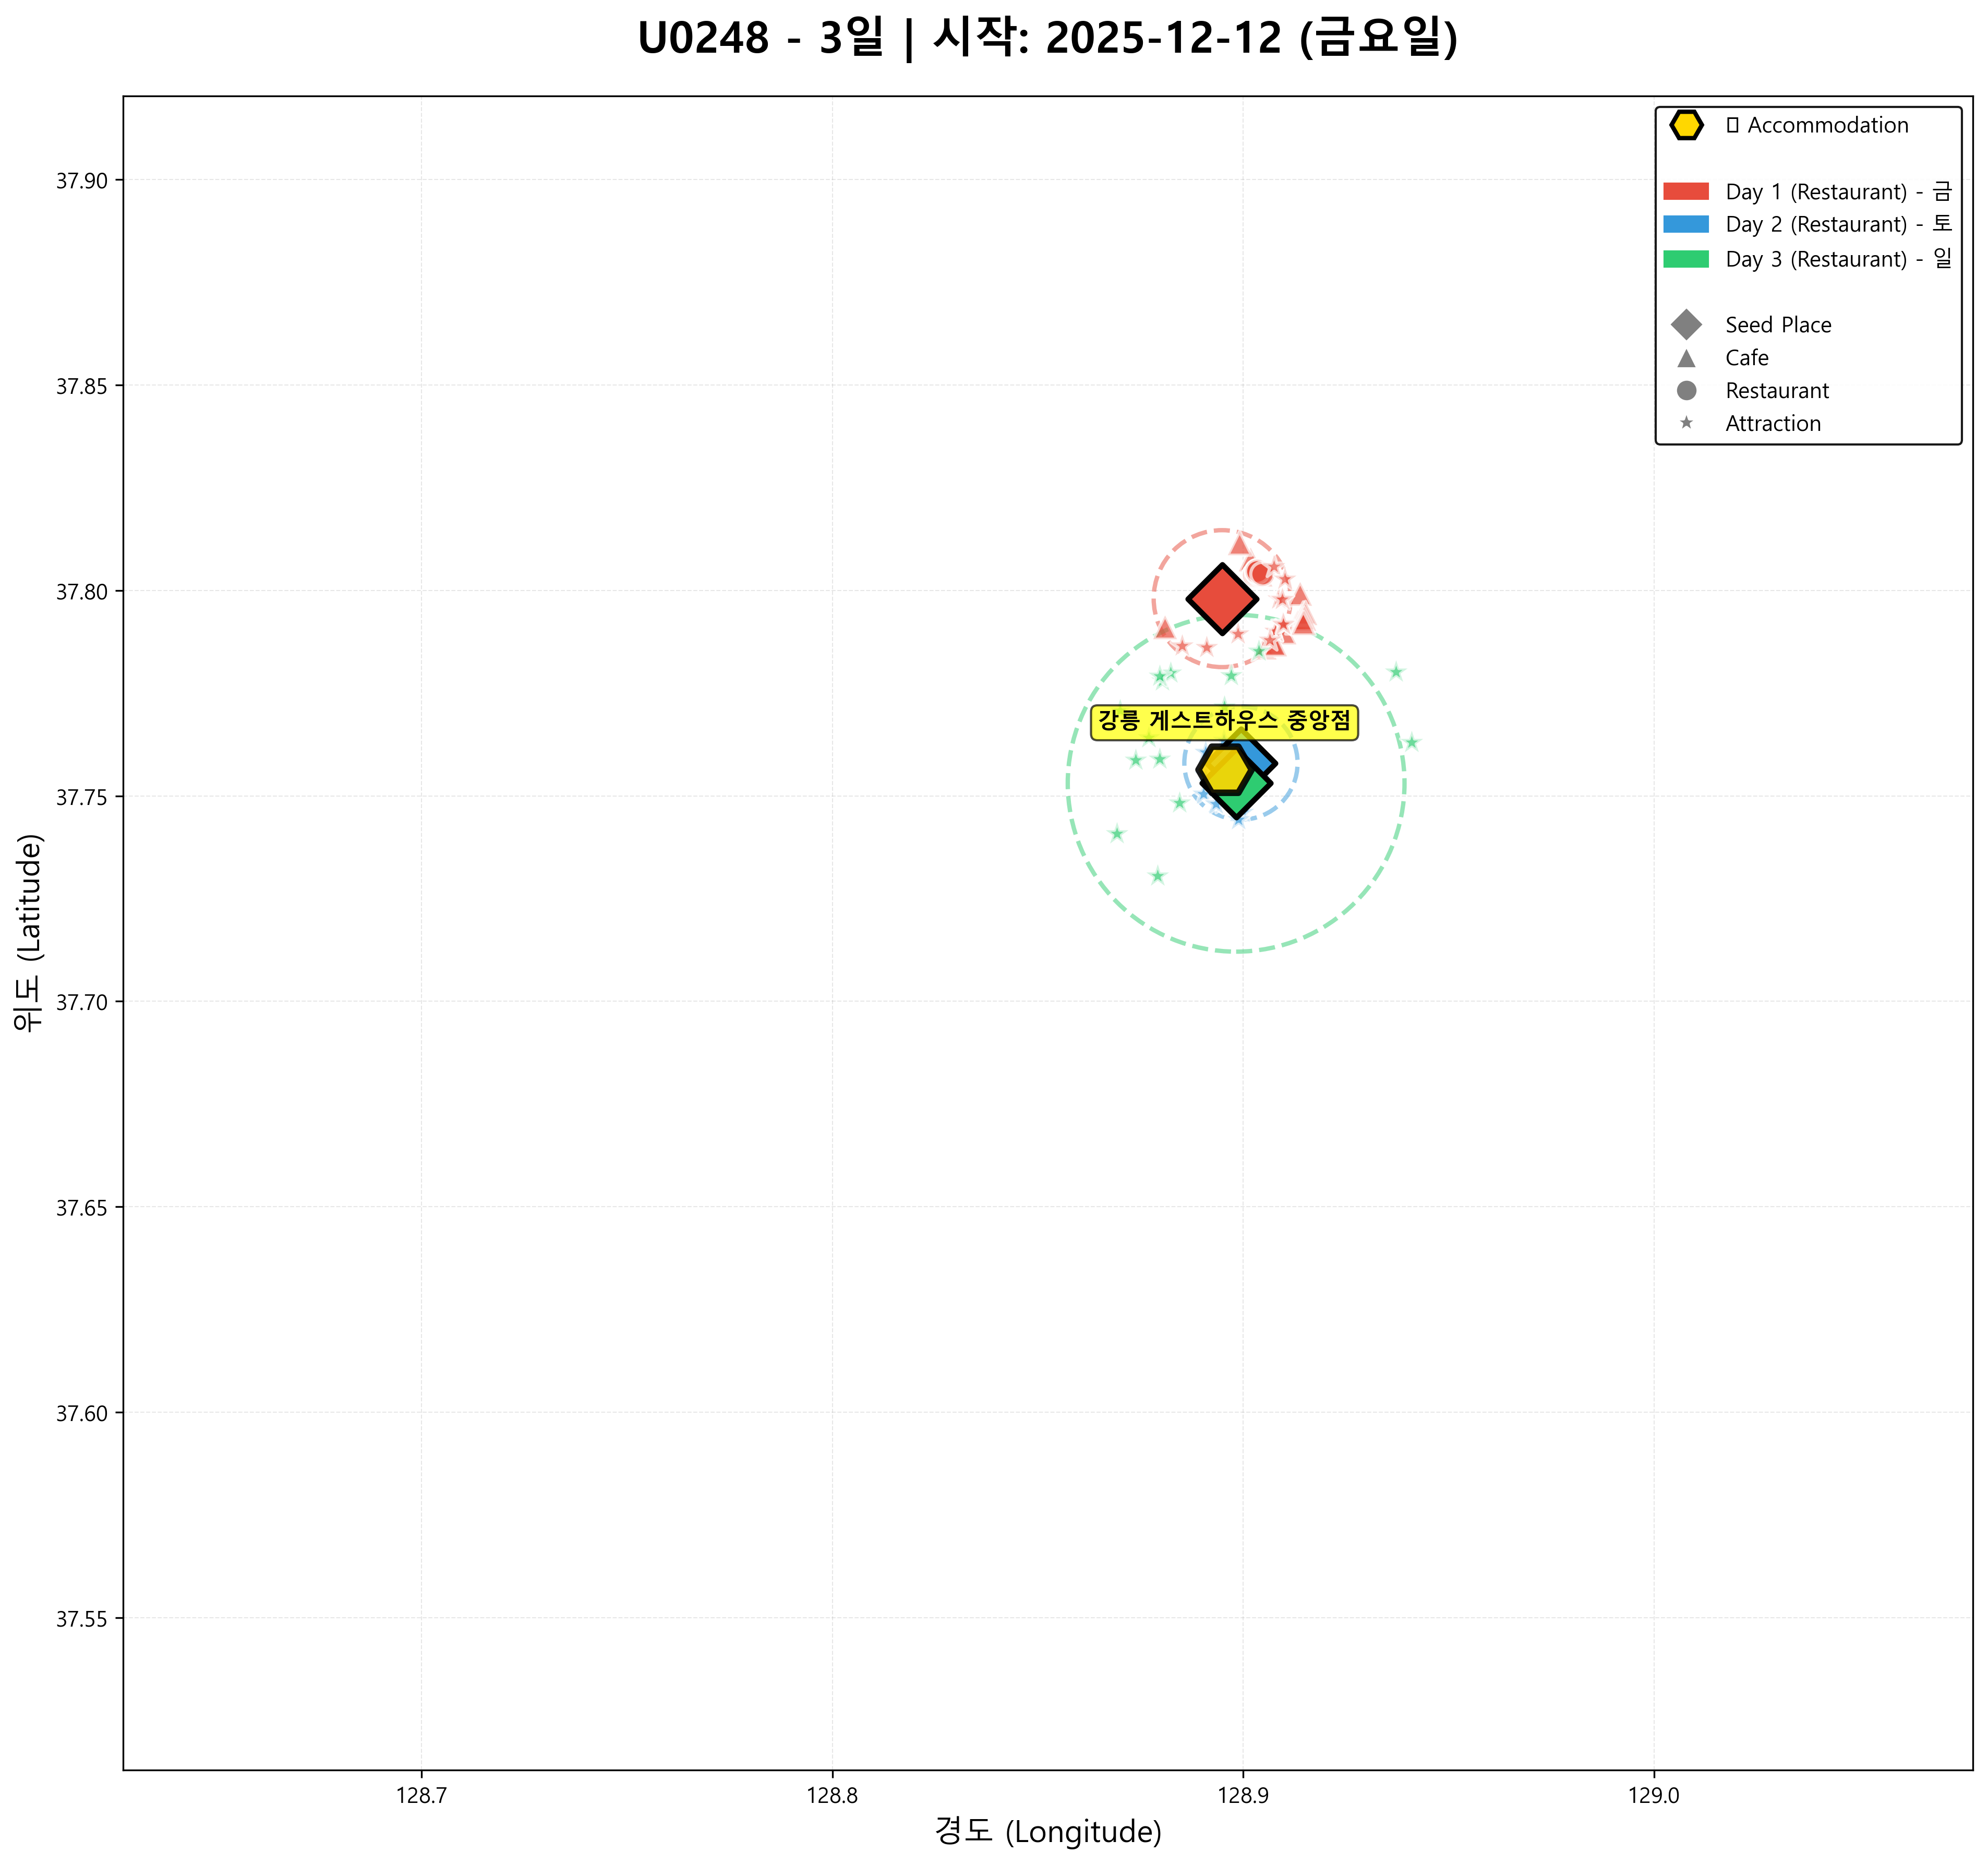 U0248 - 3일 | 시작: 2025-12-12 (금요일)
Accommodation
Day 1 (Restaurant) - 금
Day 2 (Restaurant) - 토
Day 3 (Restaurant) - 일
Seed Place
Cafe
Restaurant
Attraction
강릉 게스트하우스 중앙점
위도 (Latitude)
37.90
37.85
37.80
37.75
37.70
37.65
37.60
37.55
128.7
128.8
128.9
129.0
경도 (Longitude)